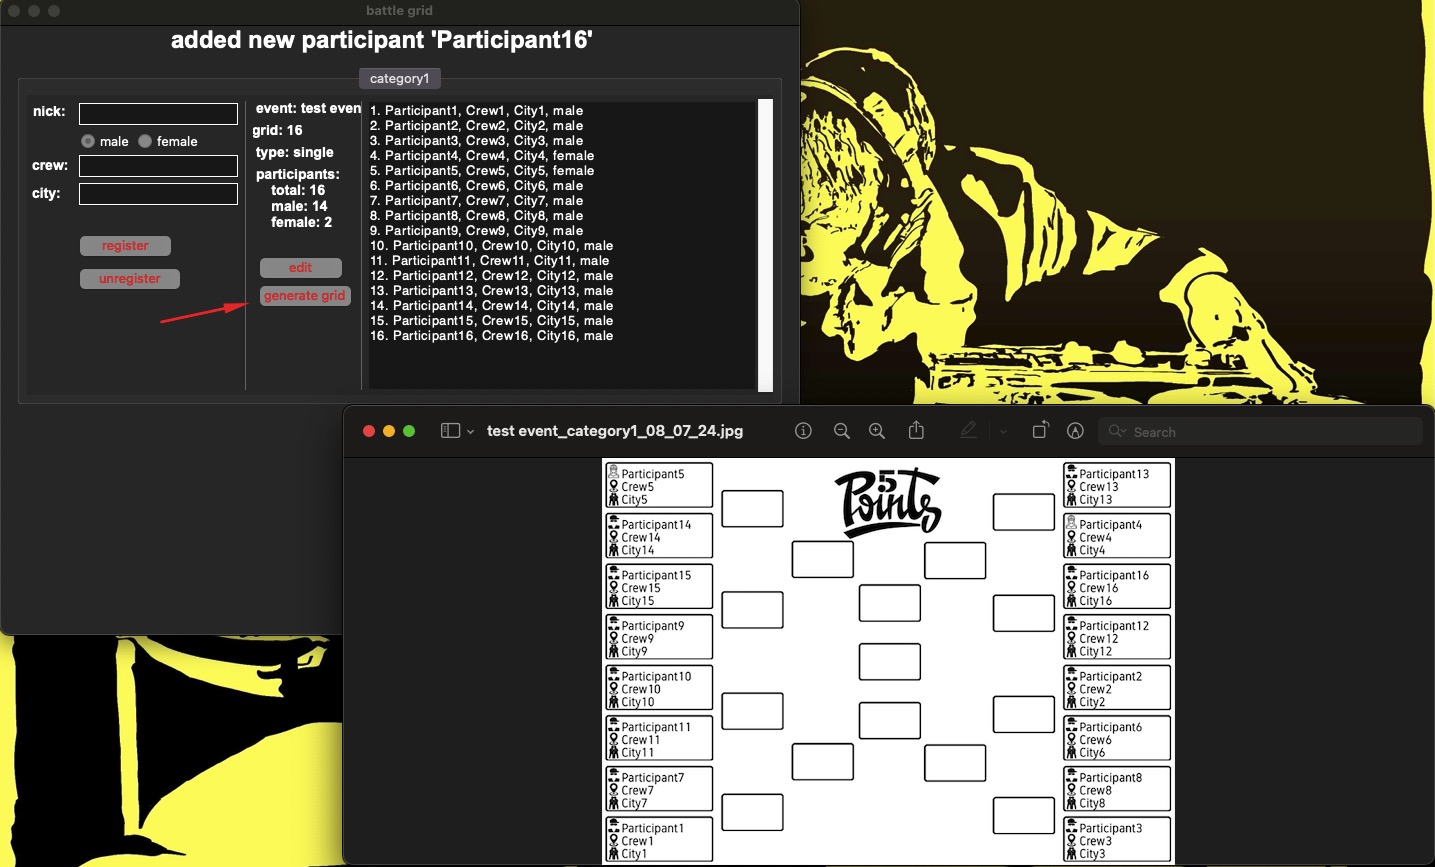 battle grid
added new participant 'Participant16'
category1
nick:
male female
crew:
city:
register
unregister
event: test even
grid: 16
type: single
participants:
total: 16
male: 14
female: 2
edit
generate grid
1. Participant1, Crew1, City1, male
2. Participant2, Crew2, City2, male
3. Participant3, Crew3, City3, male
4. Participant4, Crew4, City4, female
5. Participant5, Crew5, City5, female
6. Participant6, Crew6, City6, male
7. Participant7, Crew7, City7, male
8. Participant8, Crew8, City8, male
9. Participant9, Crew9, City9, male
10. Participant10, Crew10, City10, male
11. Participant11, Crew11, City11, male
12. Participant12, Crew12, City12, male
13. Participant13, Crew13, City13, male
14. Participant14, Crew14, City14, male
15. Participant15, Crew15, City15, male
16. Participant16, Crew16, City16, male
test event_category1_08_07_24.jpg
Search
Participant5
Crew5
City5
Participant14
Crew14
City14
Participant15
Crew15
City15
Participant9
Crew9
City9
Participant10
Crew10
City10
Participant11
Crew11
City11
Participant7
Crew7
City7
Participant1
Crew1
City1
5
Points
Participant13
Crew13
City13
Participant4
Crew4
City4
Participant16
Crew16
City16
Participant12
Crew12
City12
Participant2
Crew2
City2
Participant6
Crew6
City6
Participant8
Crew8
City8
Participant3
Crew3
City3